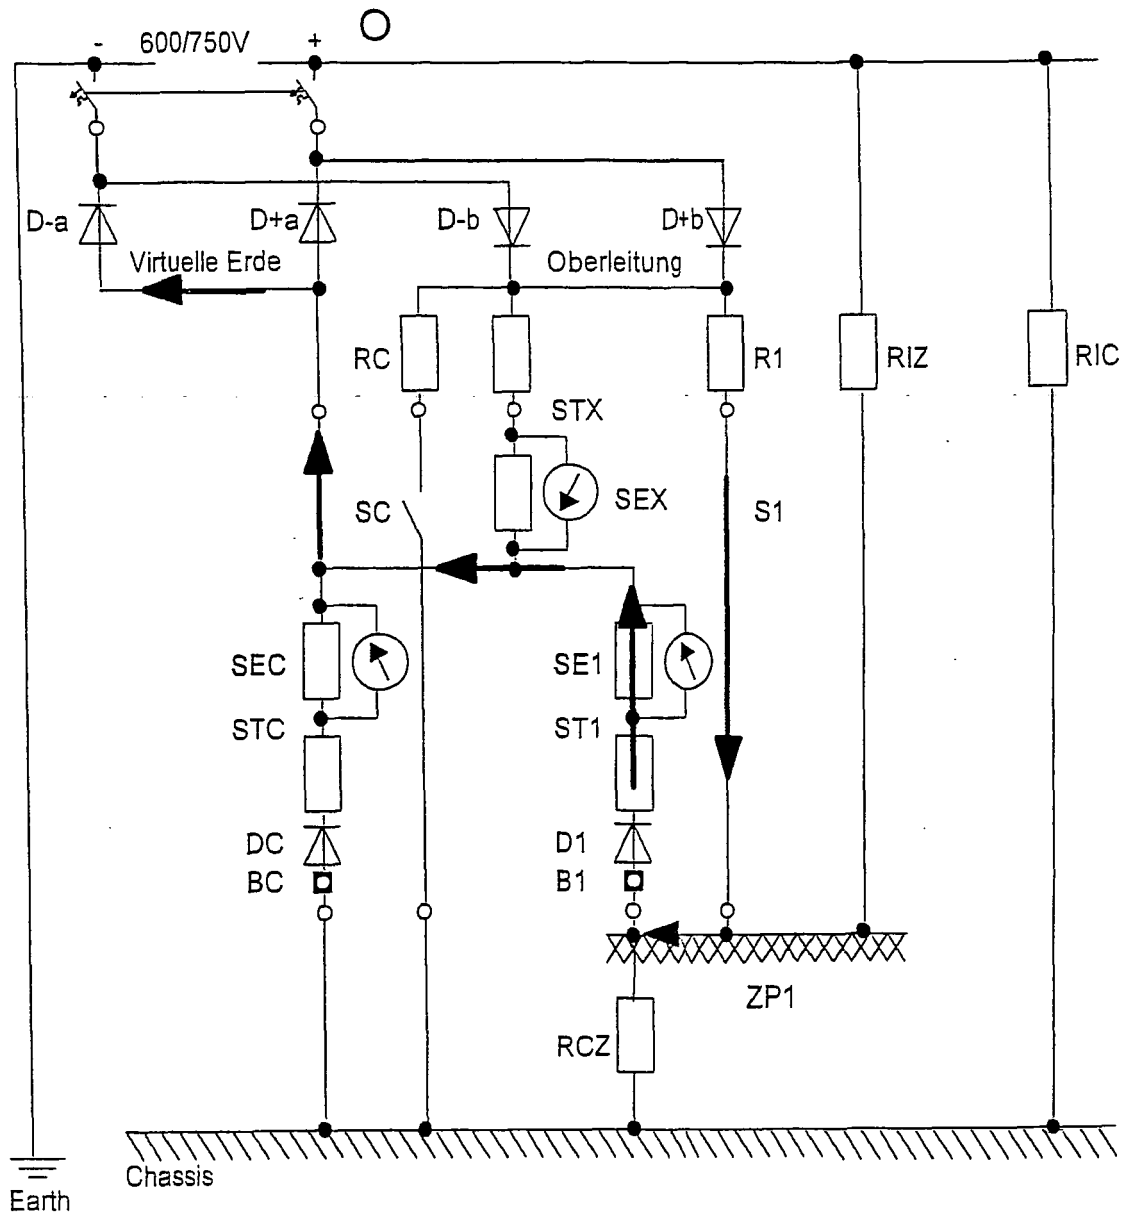 - 600/750V +
D-a D+a D-b D+b
Virtuelle Erde Oberleitung
RC R1 RIZ RIC
STX
SC SEX S1
SEC SE1
STC ST1
DC D1
BC B1
ZP1
RCZ
Chassis
Earth